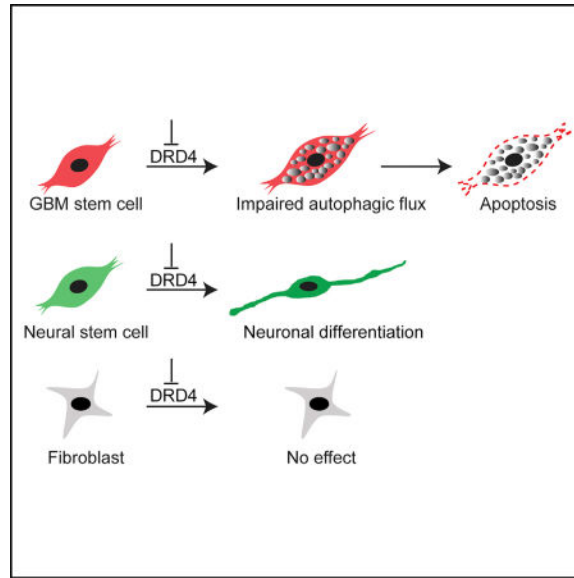 DRD4
GBM stem cell
Impaired autophagic flux
Apoptosis
DRD4
Neural stem cell
Neuronal differentiation
DRD4
Fibroblast
No effect